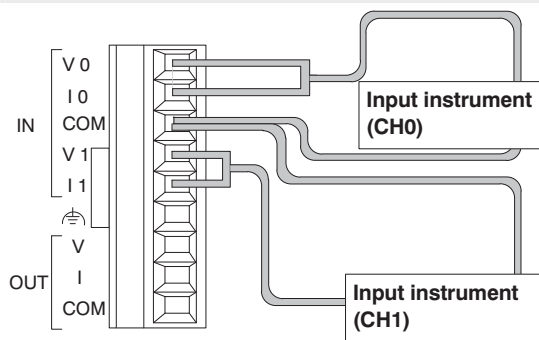 V 0
I 0
COM
V 1
I 1
IN
V
I
COM
OUT
Input instrument
(CH0)
Input instrument
(CH1)